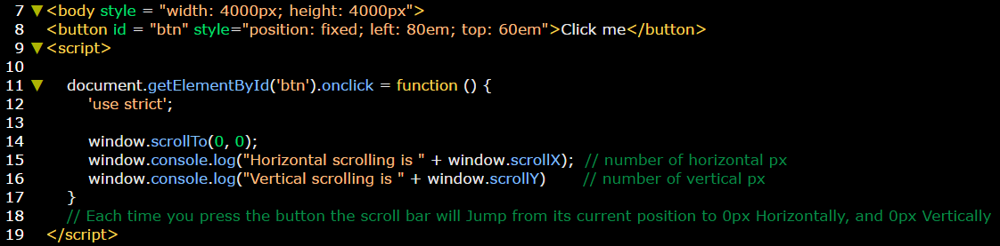 7 ▼ <body style = "width: 4000px; height: 4000px">
8 <button id = "btn" style="position: fixed; left: 80em; top: 60em">Click me</button>
9 ▼ <script>
10
11 ▼ document.getElementById('btn').onclick = function () {
12 'use strict';
13
14 window.scrollTo(0, 0);
15 window.console.log("Horizontal scrolling is " + window.scrollX); // number of horizontal px
16 window.console.log("Vertical scrolling is " + window.scrollY) // number of vertical px
17 }
18 // Each time you press the button the scroll bar will Jump from its current position to 0px Horizontally, and 0px Vertically
19 </script>